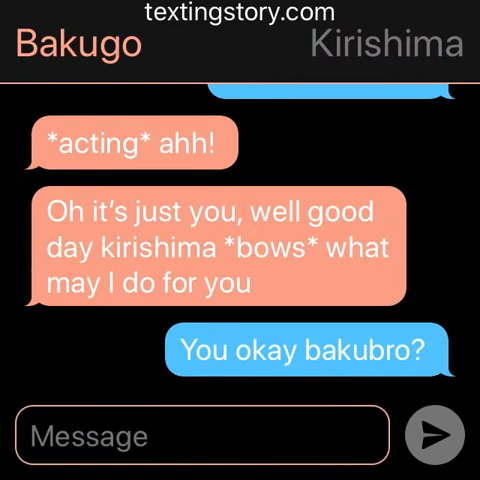 textingstory.com
Bakugo
Kirishima
*acting* ahh!
Oh it’s just you, well good
day kirishima *bows* what
may I do for you
You okay bakubro?
Message